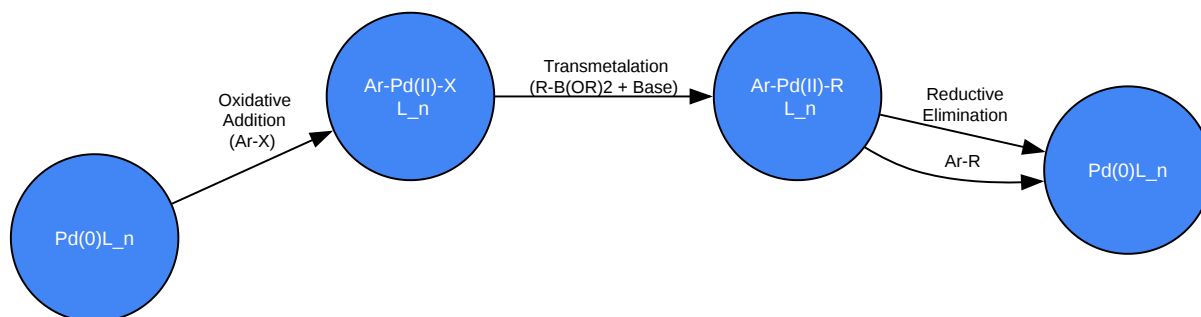 Pd(0)L_n
Oxidative
Addition
(Ar-X)
Ar-Pd(II)-X
L_n
Transmetalation
(R-B(OR)2 + Base)
Ar-Pd(II)-R
L_n
Reductive
Elimination
Ar-R
Pd(0)L_n